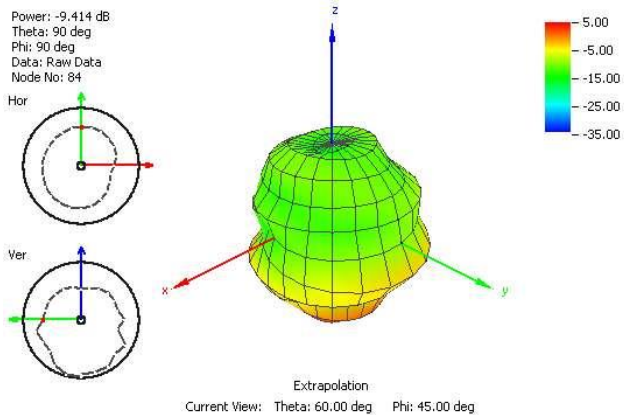 Power: -9.414 dB
Theta: 90 deg
Phi: 90 deg
Data: Raw Data
Node No: 84
Hor
Ver
z
x
y
5.00
-5.00
-15.00
-25.00
-35.00
Extrapolation
Current View: Theta: 60.00 deg Phi: 45.00 deg